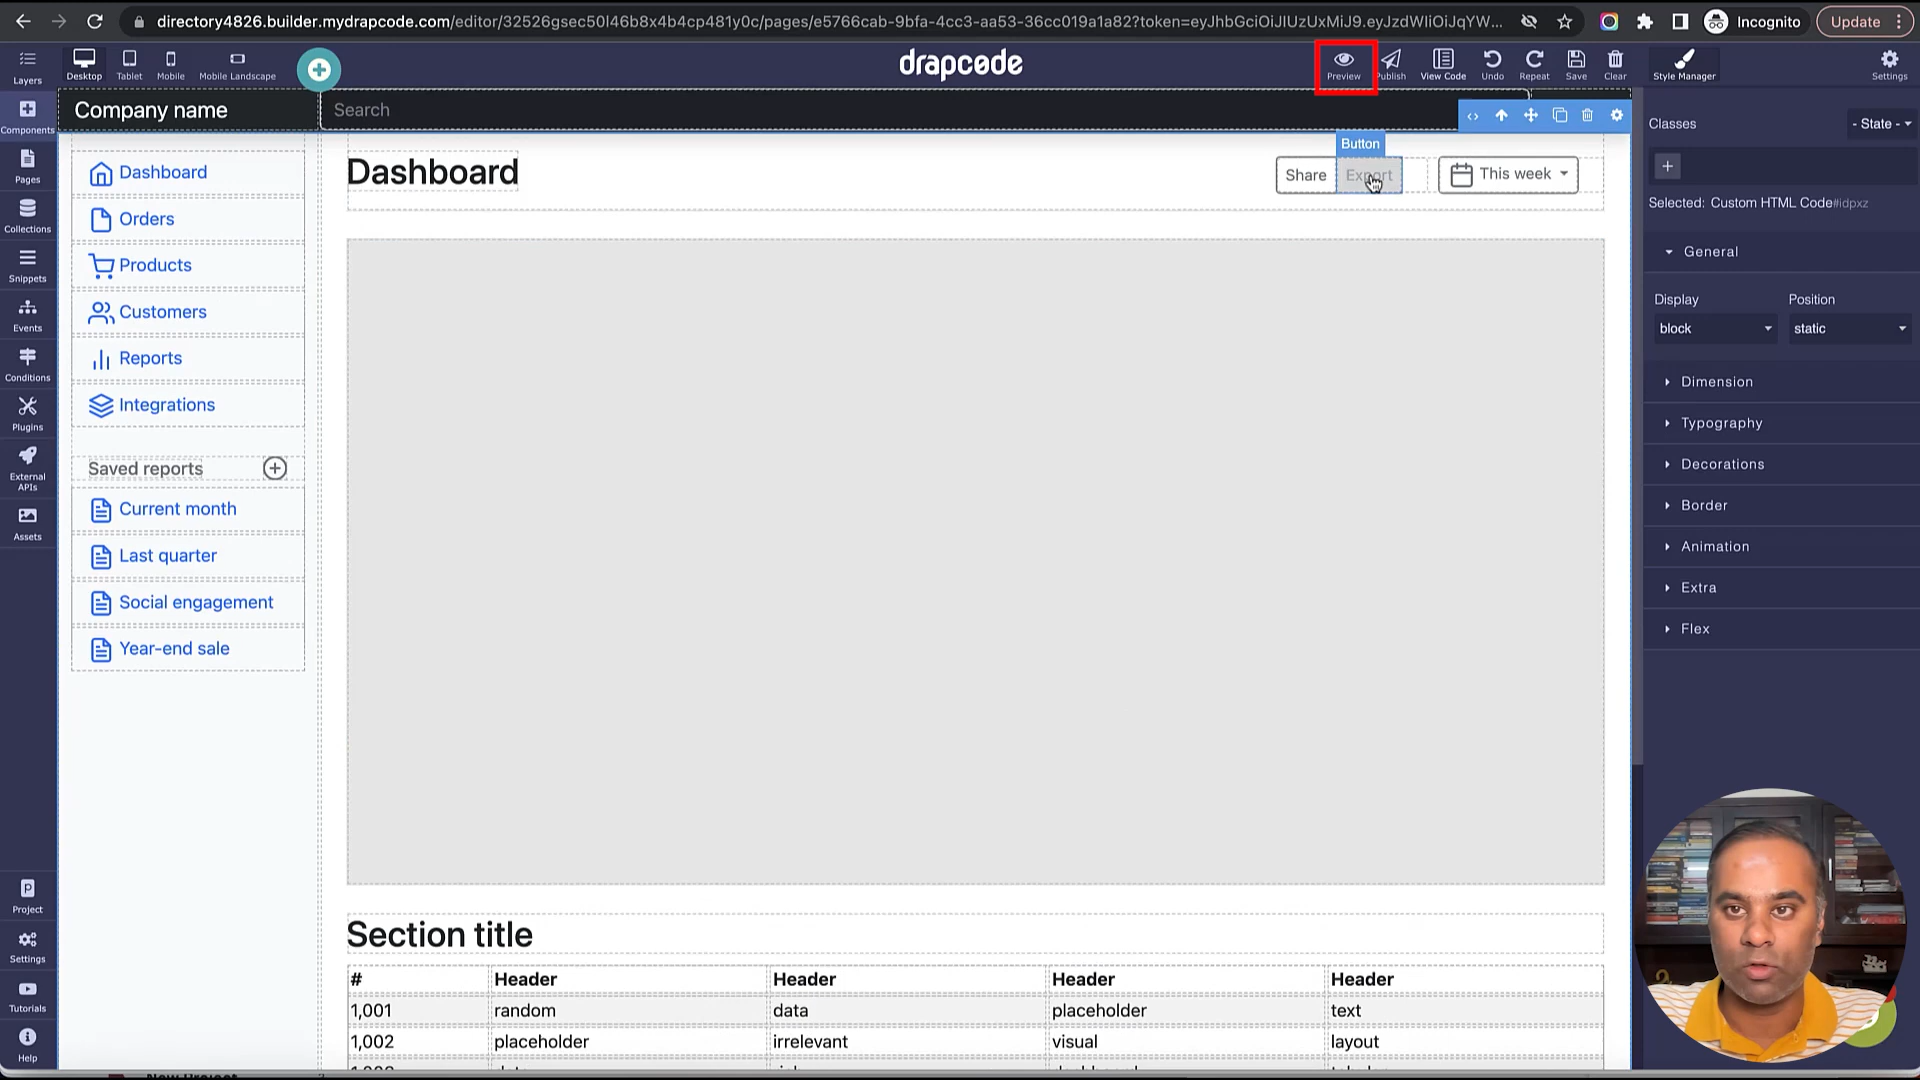 directory4826.builder.mydrapcode.com/editor/32526gsec50l46b8x4b4cp481y0c/pages/e5766cab-9bfa-4cc3-aa53-36cc019a1a82?token=eyJhbGciOiJIUzUxMiJ9.eyJzdWIiOiJqYW... Incognito Update
Layers Desktop Tablet Mobile Mobile Landscape drapcode Preview Publish View Code Undo Repeat Save Clear Style Manager Settings
Components
Pages
Collections
Snippets
Events
Conditions
Plugins
External
APIs
Assets
Project
Settings
Tutorials
Help
Company name Search
Dashboard
Orders
Products
Customers
Reports
Integrations
Saved reports
Current month
Last quarter
Social engagement
Year-end sale
Button
Dashboard Share Export This week
Section title
# Header Header Header Header
1,001 random data placeholder text
1,002 placeholder irrelevant visual layout
Classes - State -
Selected: Custom HTML Code#idpxz
General
Display Position
block static
Dimension
Typography
Decorations
Border
Animation
Extra
Flex